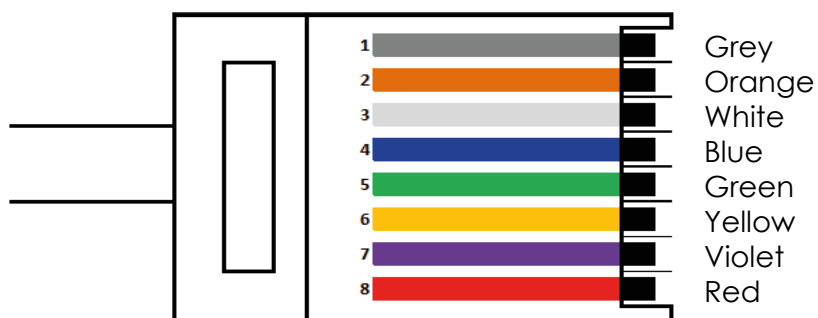 1 Grey
2 Orange
3 White
4 Blue
5 Green
6 Yellow
7 Violet
8 Red